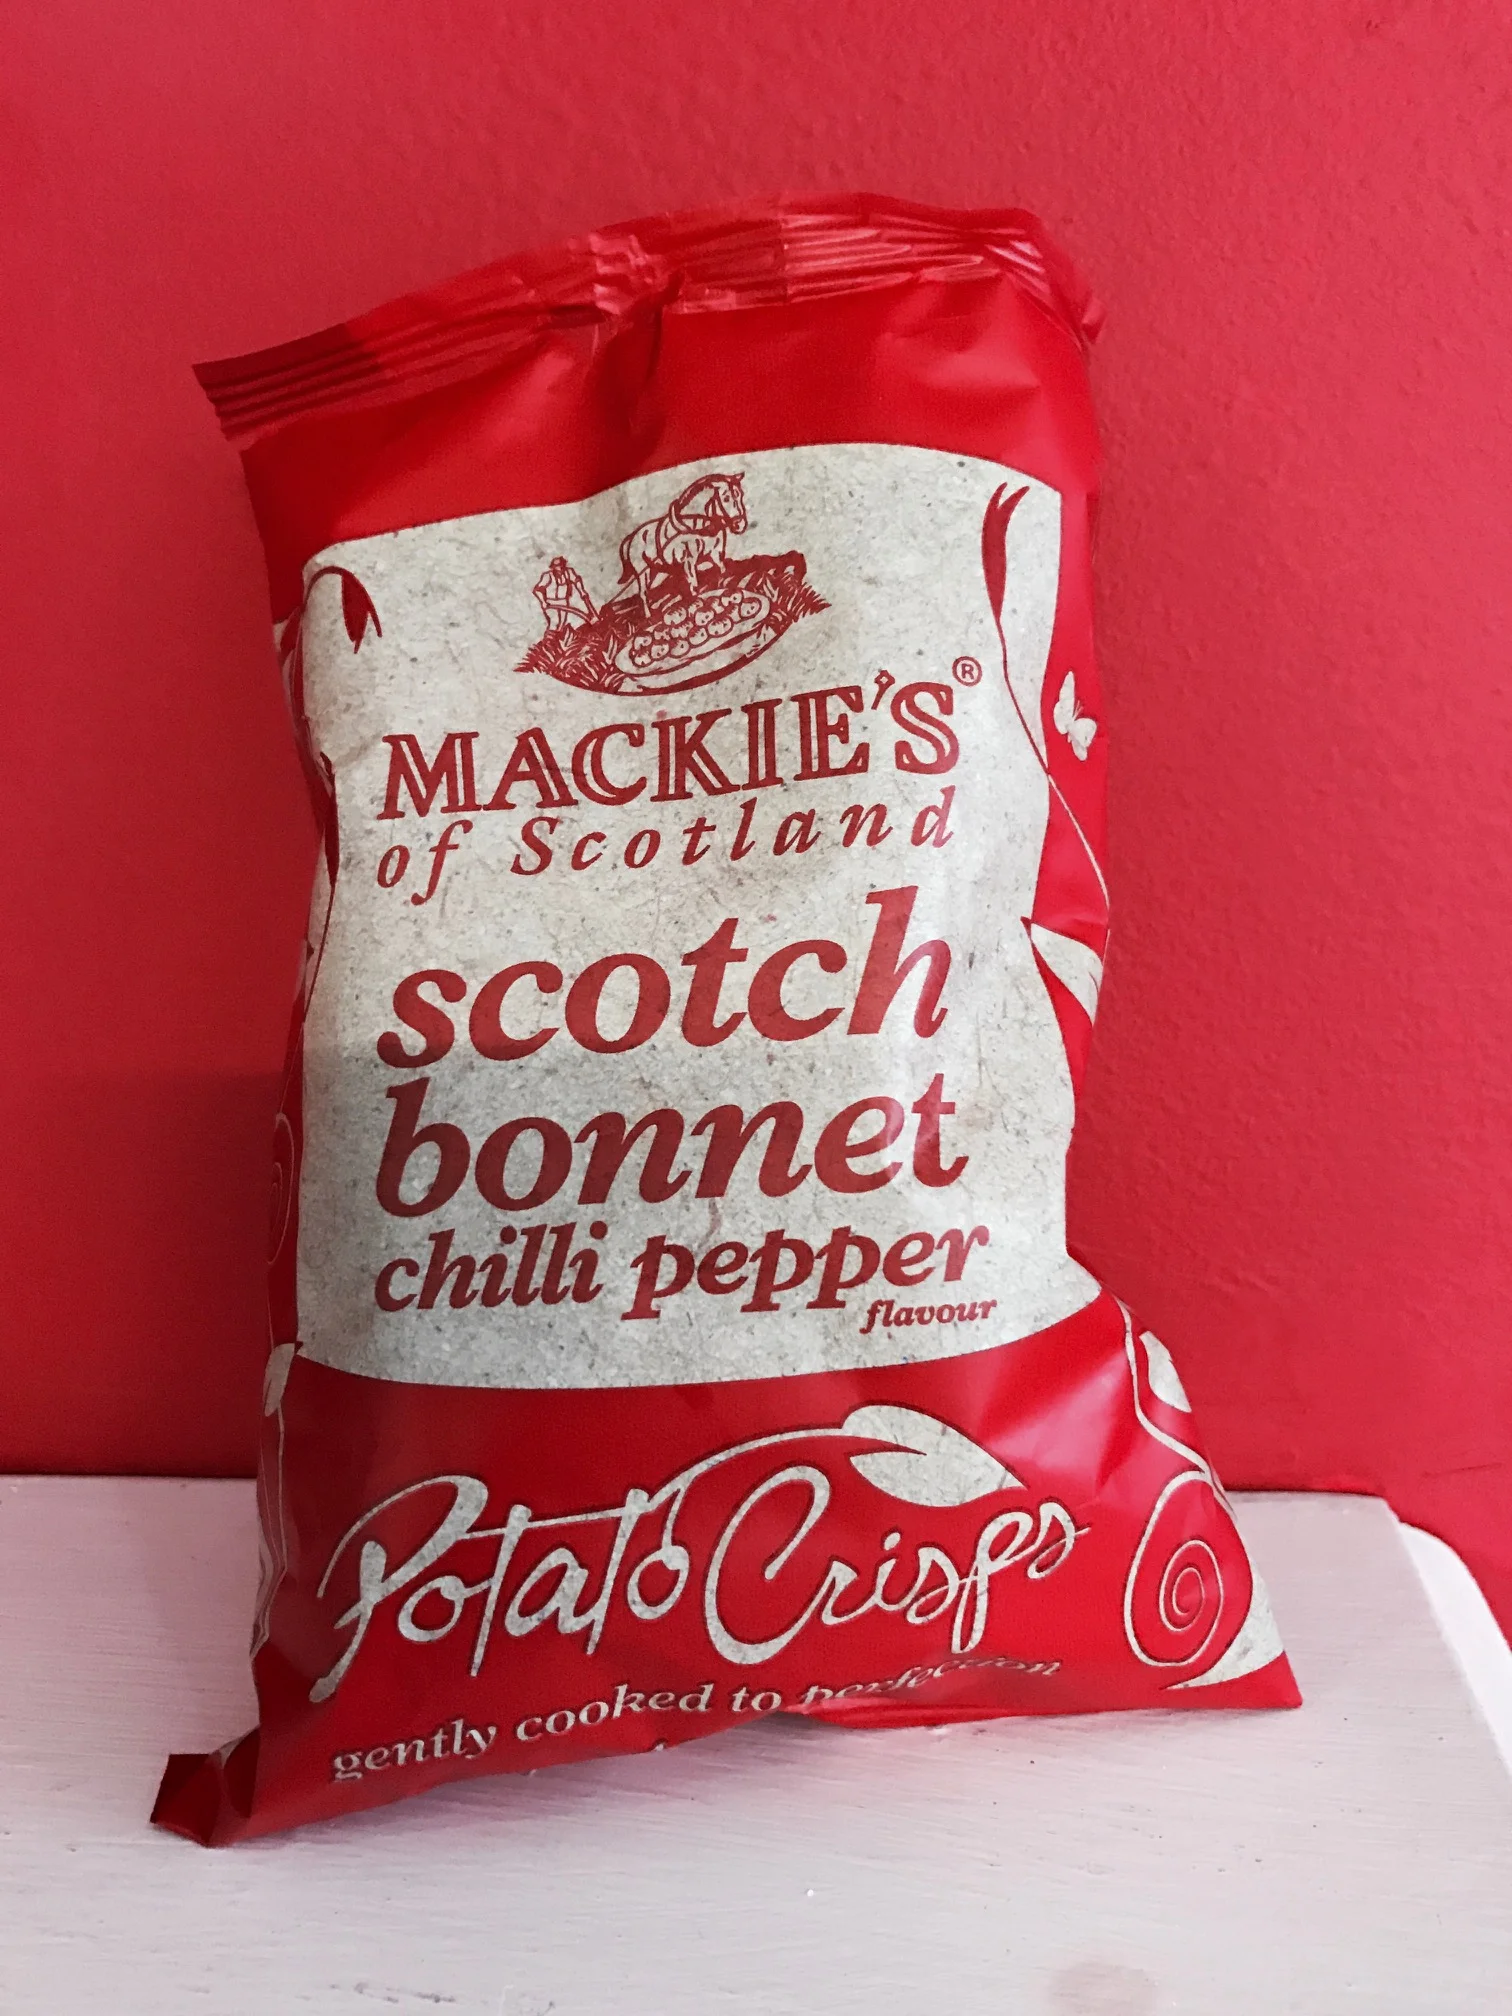 MACKIE'S®
of Scotland
scotch
bonnet
chilli pepper
flavour
Potato Crisps
gently cooked to perfection